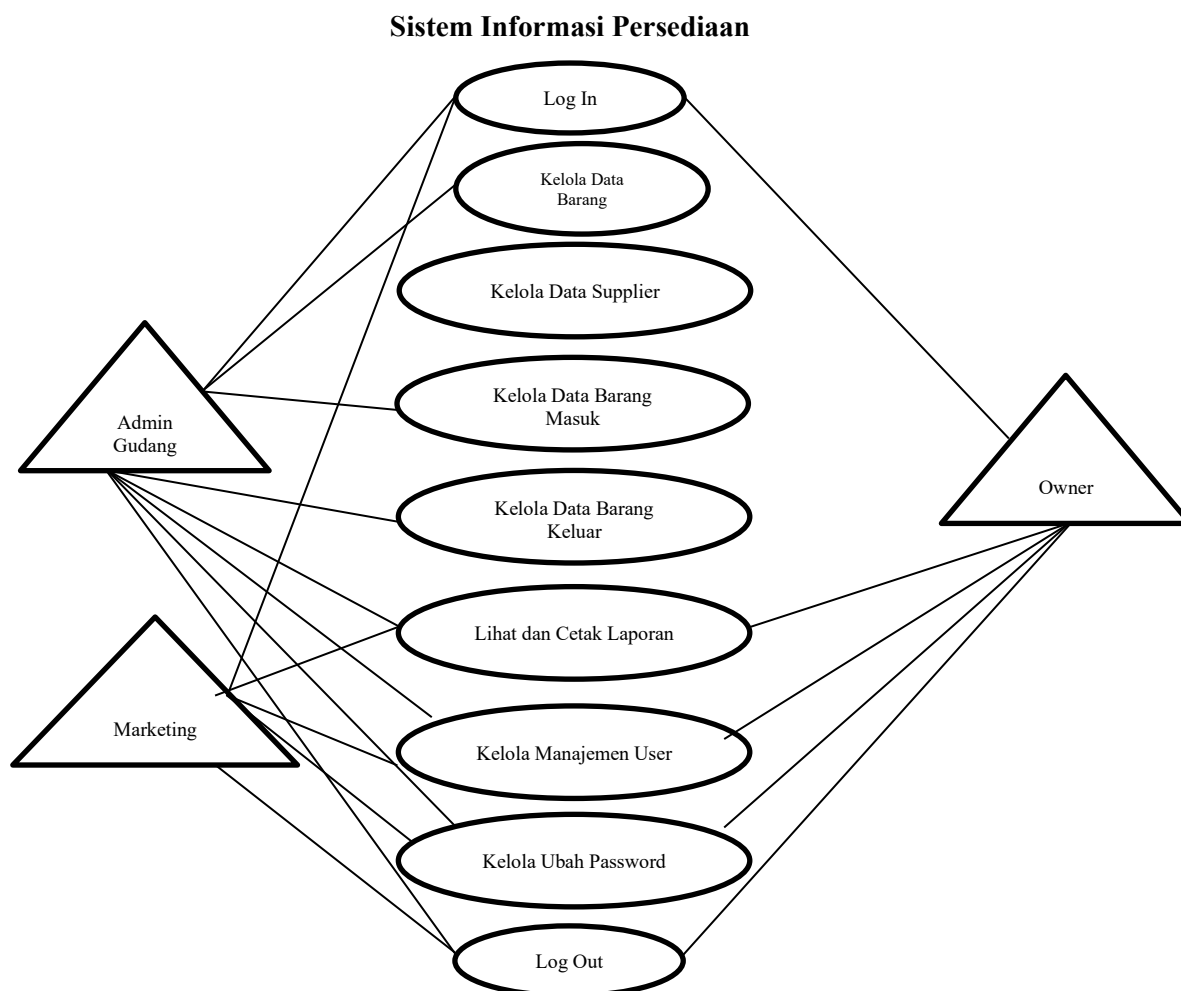 Sistem Informasi Persediaan
Log In
Kelola Data
Barang
Kelola Data Supplier
Kelola Data Barang
Masuk
Admin
Gudang
Owner
Kelola Data Barang
Keluar
Lihat dan Cetak Laporan
Marketing
Kelola Manajemen User
Kelola Ubah Password
Log Out